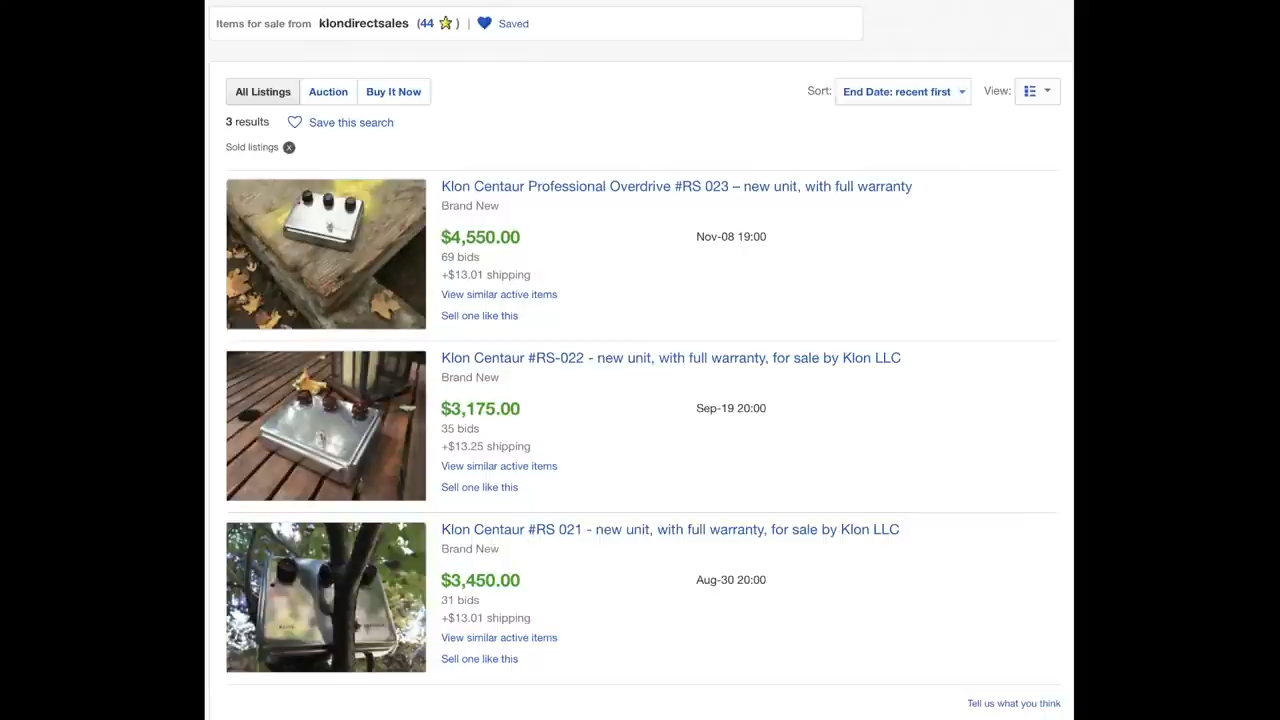 Items for sale from klondirectsales (44 ) | Saved
All Listings Auction Buy It Now Sort: End Date: recent first View:
3 results Save this search
Sold listings X
Klon Centaur Professional Overdrive #RS 023 – new unit, with full warranty
Brand New
$4,550.00 Nov-08 19:00
69 bids
+$13.01 shipping
View similar active items
Sell one like this
Klon Centaur #RS-022 - new unit, with full warranty, for sale by Klon LLC
Brand New
$3,175.00 Sep-19 20:00
35 bids
+$13.25 shipping
View similar active items
Sell one like this
Klon Centaur #RS 021 - new unit, with full warranty, for sale by Klon LLC
Brand New
$3,450.00 Aug-30 20:00
31 bids
+$13.01 shipping
View similar active items
Sell one like this
Tell us what you think